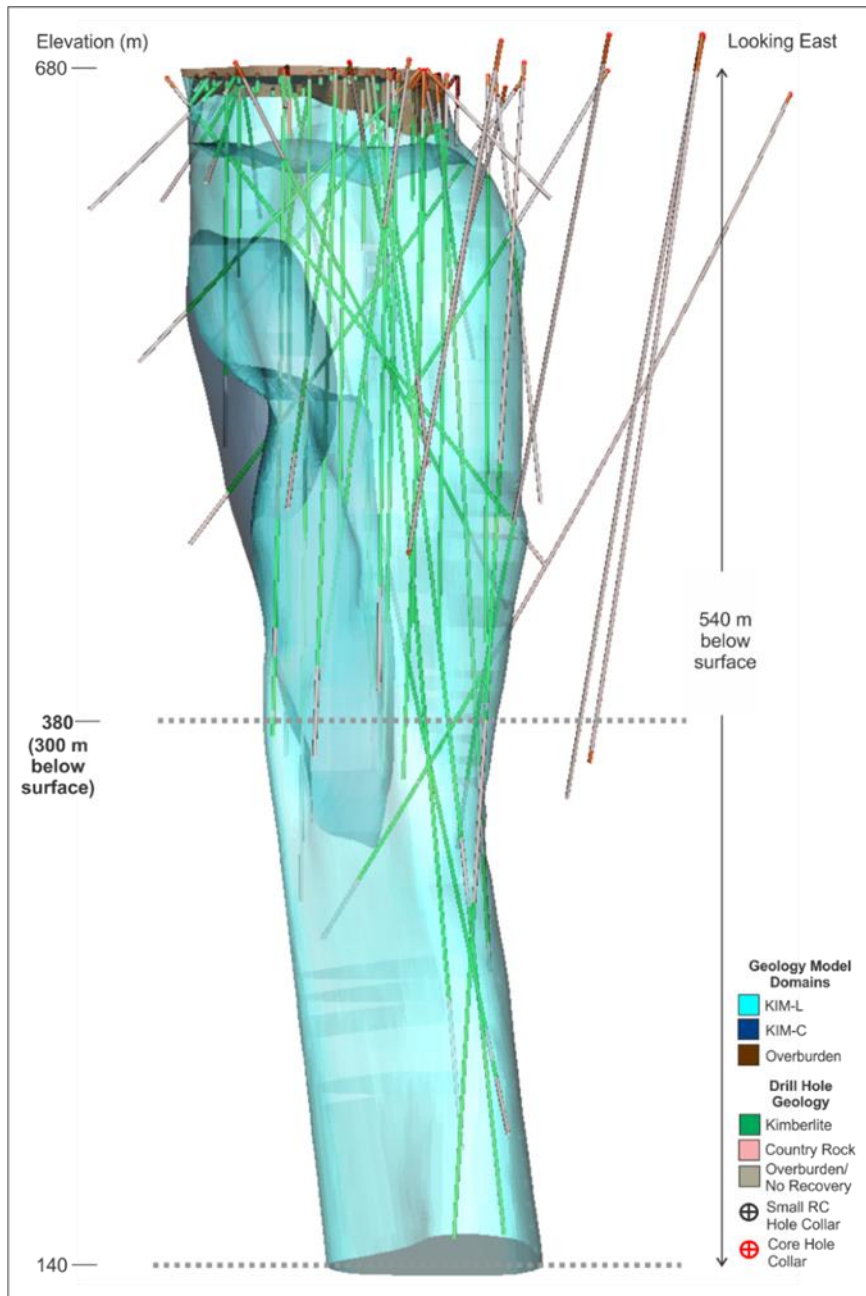 Elevation (m)
Looking East
680
540 m
below
surface
380
(300 m
below
surface)
140
Geology Model
Domains
KIM-L
KIM-C
Overburden
Drill Hole
Geology
Kimberlite
Country Rock
Overburden/
No Recovery
Small RC
Hole Collar
Core Hole
Collar